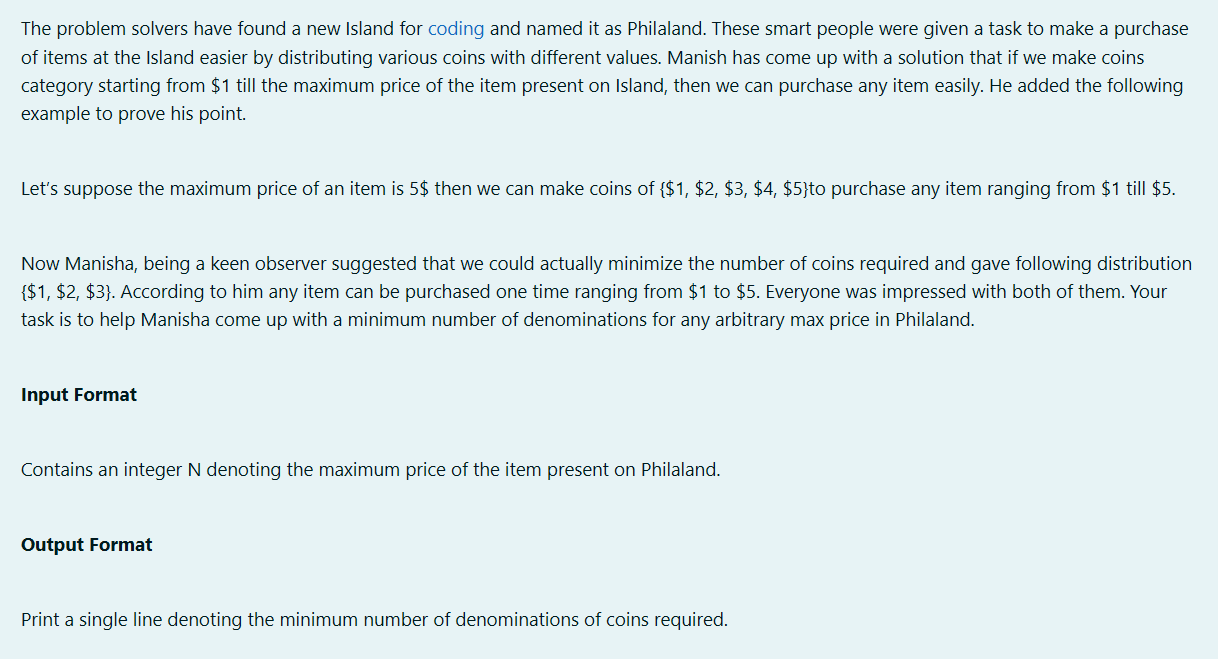 The problem solvers have found a new Island for coding and named it as Philaland. These smart people were given a task to make a purchase
of items at the Island easier by distributing various coins with different values. Manish has come up with a solution that if we make coins
category starting from $1 till the maximum price of the item present on Island, then we can purchase any item easily. He added the following
example to prove his point.
Let’s suppose the maximum price of an item is 5$ then we can make coins of {$1, $2, $3, $4, $5}to purchase any item ranging from $1 till $5.
Now Manisha, being a keen observer suggested that we could actually minimize the number of coins required and gave following distribution
{$1, $2, $3}. According to him any item can be purchased one time ranging from $1 to $5. Everyone was impressed with both of them. Your
task is to help Manisha come up with a minimum number of denominations for any arbitrary max price in Philaland.
Input Format
Contains an integer N denoting the maximum price of the item present on Philaland.
Output Format
Print a single line denoting the minimum number of denominations of coins required.